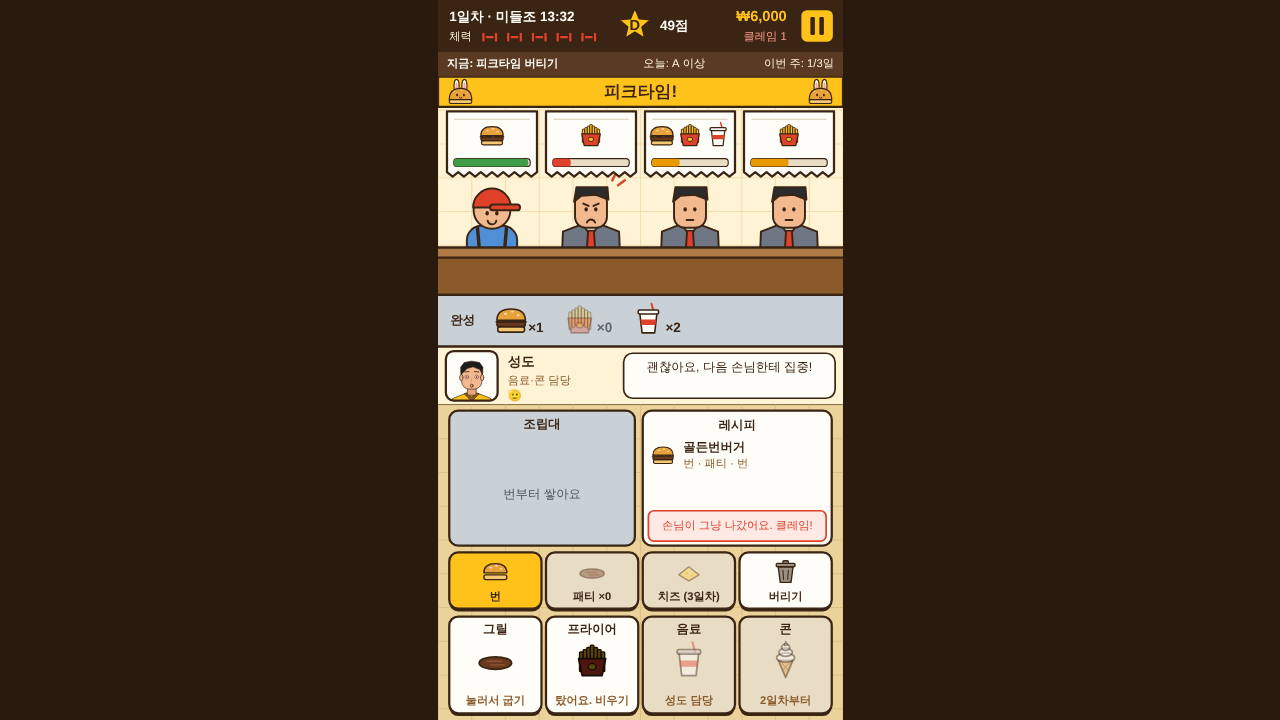 1일차 · 미들조 13:32
체력
D
49점
₩6,000
클레임 1
지금: 피크타임 버티기
오늘: A 이상
이번 주: 1/3일
피크타임!
완성
×1
×0
×2
성도
음료·콘 담당
괜찮아요, 다음 손님한테 집중!
조립대
번부터 쌓아요
레시피
골든번버거
번 · 패티 · 번
손님이 그냥 나갔어요. 클레임!
번
패티 ×0
치즈 (3일차)
버리기
그릴
눌러서 굽기
프라이어
탔어요. 비우기
음료
성도 담당
콘
2일차부터